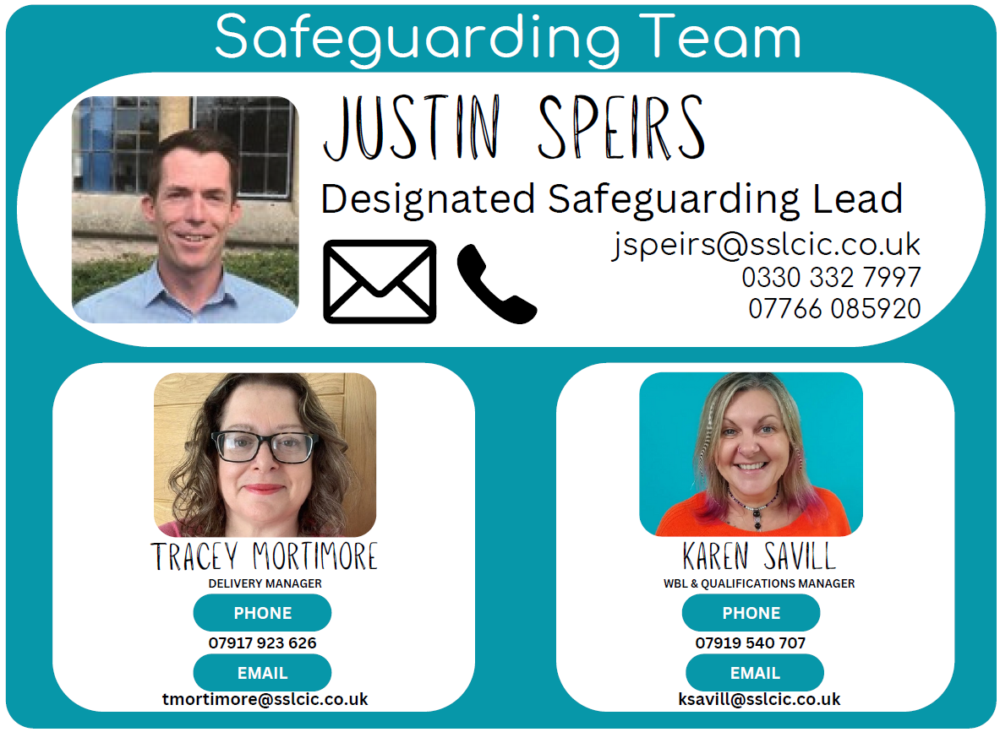 Safeguarding Team
JUSTIN SPEIRS
Designated Safeguarding Lead
jspeirs@sslcic.co.uk
0330 332 7997
07766 085920
TRACEY MORTIMORE
DELIVERY MANAGER
PHONE
07917 923 626
EMAIL
tmortimore@sslcic.co.uk
KAREN SAVILL
WBL & QUALIFICATIONS MANAGER
PHONE
07919 540 707
EMAIL
ksavill@sslcic.co.uk